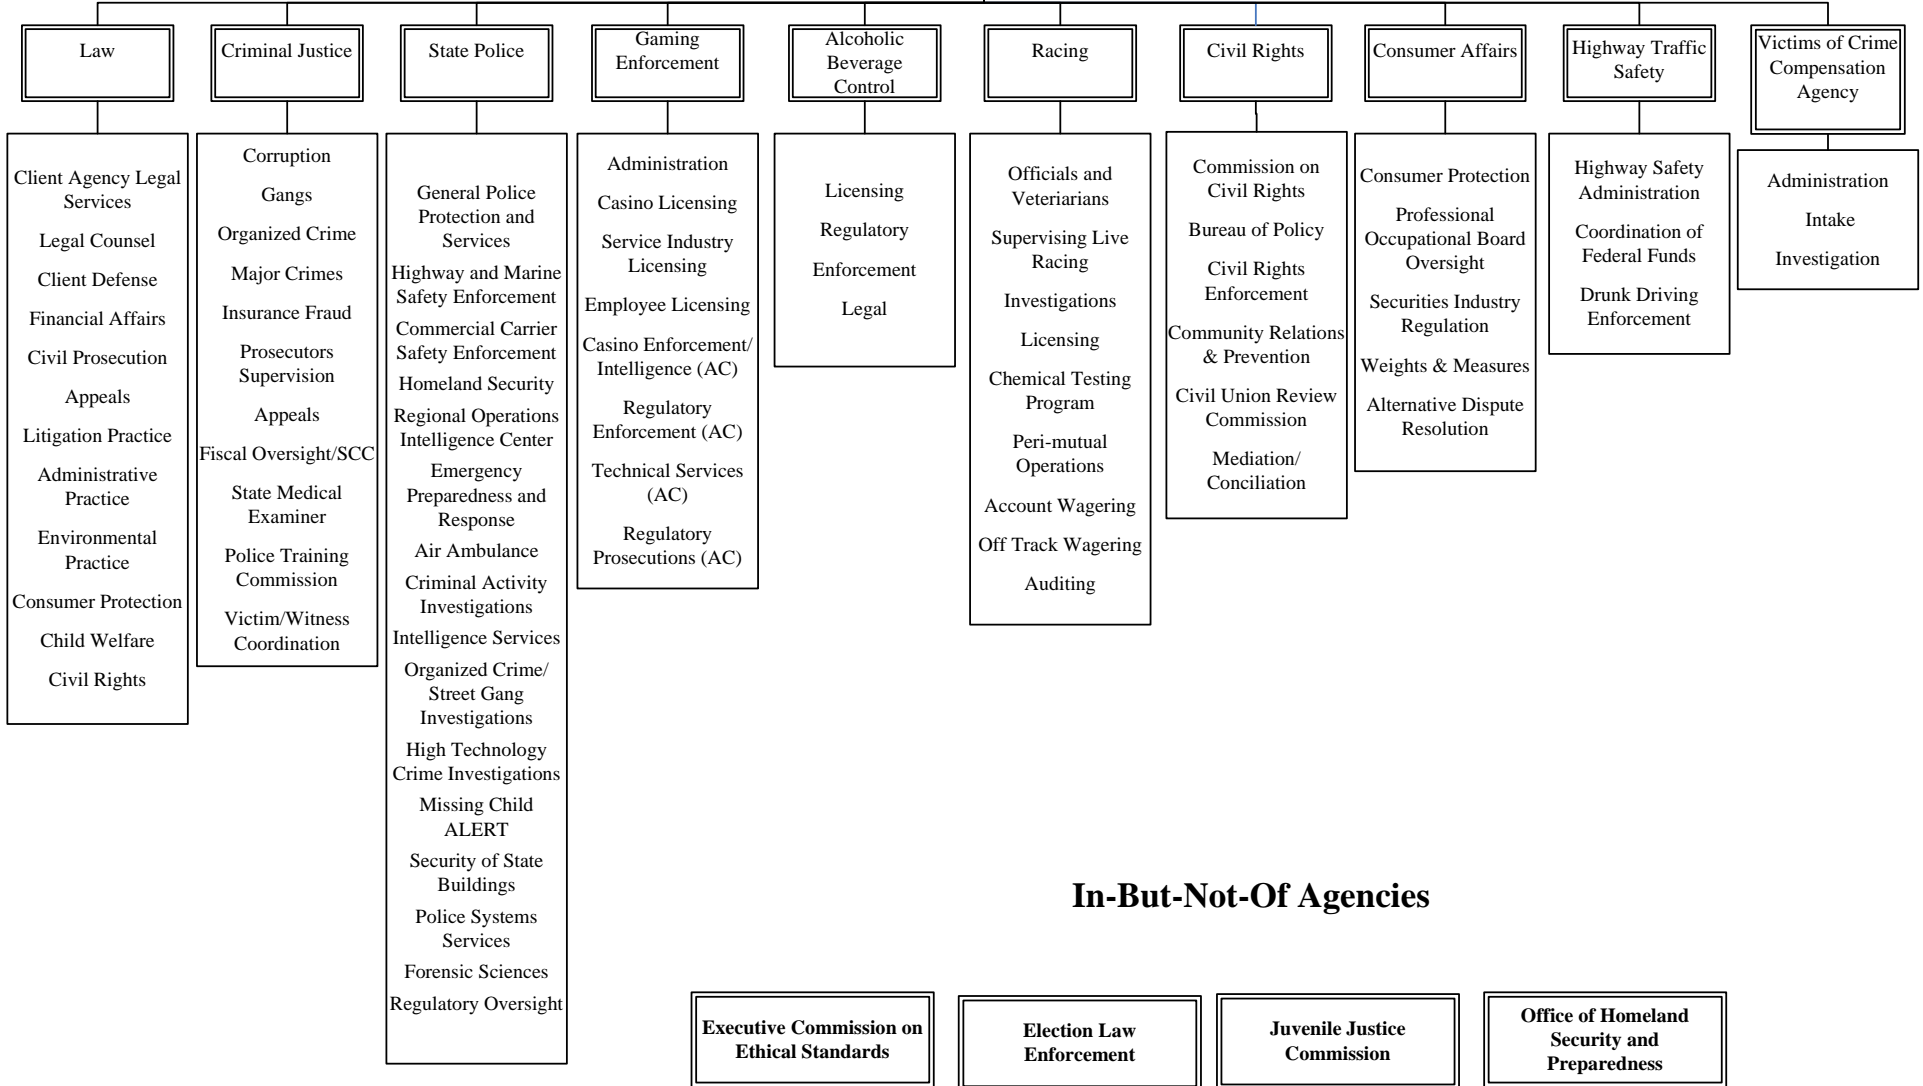 Law
Criminal Justice
State Police
Gaming
Enforcement
Alcoholic
Beverage
Control
Racing
Civil Rights
Consumer Affairs
Highway Traffic
Safety
Victims of Crime
Compensation
Agency
Client Agency Legal
Services
Legal Counsel
Client Defense
Financial Affairs
Civil Prosecution
Appeals
Litigation Practice
Administrative
Practice
Environmental
Practice
Consumer Protection
Child Welfare
Civil Rights
Corruption
Gangs
Organized Crime
Major Crimes
Insurance Fraud
Prosecutors
Supervision
Appeals
Fiscal Oversight/SCC
State Medical
Examiner
Police Training
Commission
Victim/Witness
Coordination
General Police
Protection and
Services
Highway and Marine
Safety Enforcement
Commercial Carrier
Safety Enforcement
Homeland Security
Regional Operations
Intelligence Center
Emergency
Preparedness and
Response
Air Ambulance
Criminal Activity
Investigations
Intelligence Services
Organized Crime/
Street Gang
Investigations
High Technology
Crime Investigations
Missing Child
ALERT
Security of State
Buildings
Police Systems
Services
Forensic Sciences
Regulatory Oversight
Administration
Casino Licensing
Service Industry
Licensing
Employee Licensing
Casino Enforcement/
Intelligence (AC)
Regulatory
Enforcement (AC)
Technical Services
(AC)
Regulatory
Prosecutions (AC)
Licensing
Regulatory
Enforcement
Legal
Officials and
Veteriarians
Supervising Live
Racing
Investigations
Licensing
Chemical Testing
Program
Peri-mutual
Operations
Account Wagering
Off Track Wagering
Auditing
Commission on
Civil Rights
Bureau of Policy
Civil Rights
Enforcement
Community Relations
& Prevention
Civil Union Review
Commission
Mediation/
Conciliation
Consumer Protection
Professional
Occupational Board
Oversight
Securities Industry
Regulation
Weights & Measures
Alternative Dispute
Resolution
Highway Safety
Administration
Coordination of
Federal Funds
Drunk Driving
Enforcement
Administration
Intake
Investigation
In-But-Not-Of Agencies
Executive Commission on
Ethical Standards
Election Law
Enforcement
Juvenile Justice
Commission
Office of Homeland
Security and
Preparedness